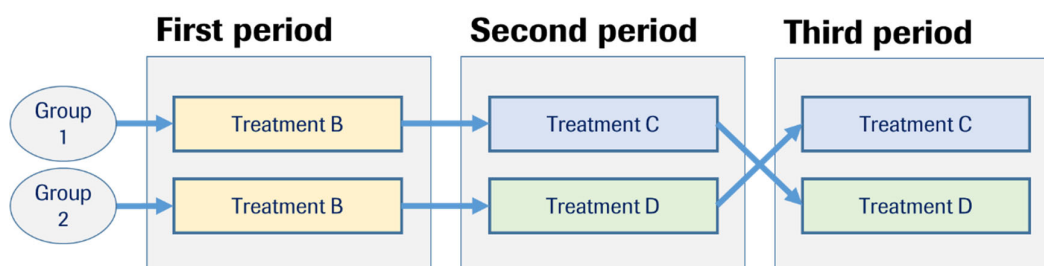 First period
Second period
Third period
Group
1
Treatment B
Treatment C
Treatment C
Group
2
Treatment B
Treatment D
Treatment D